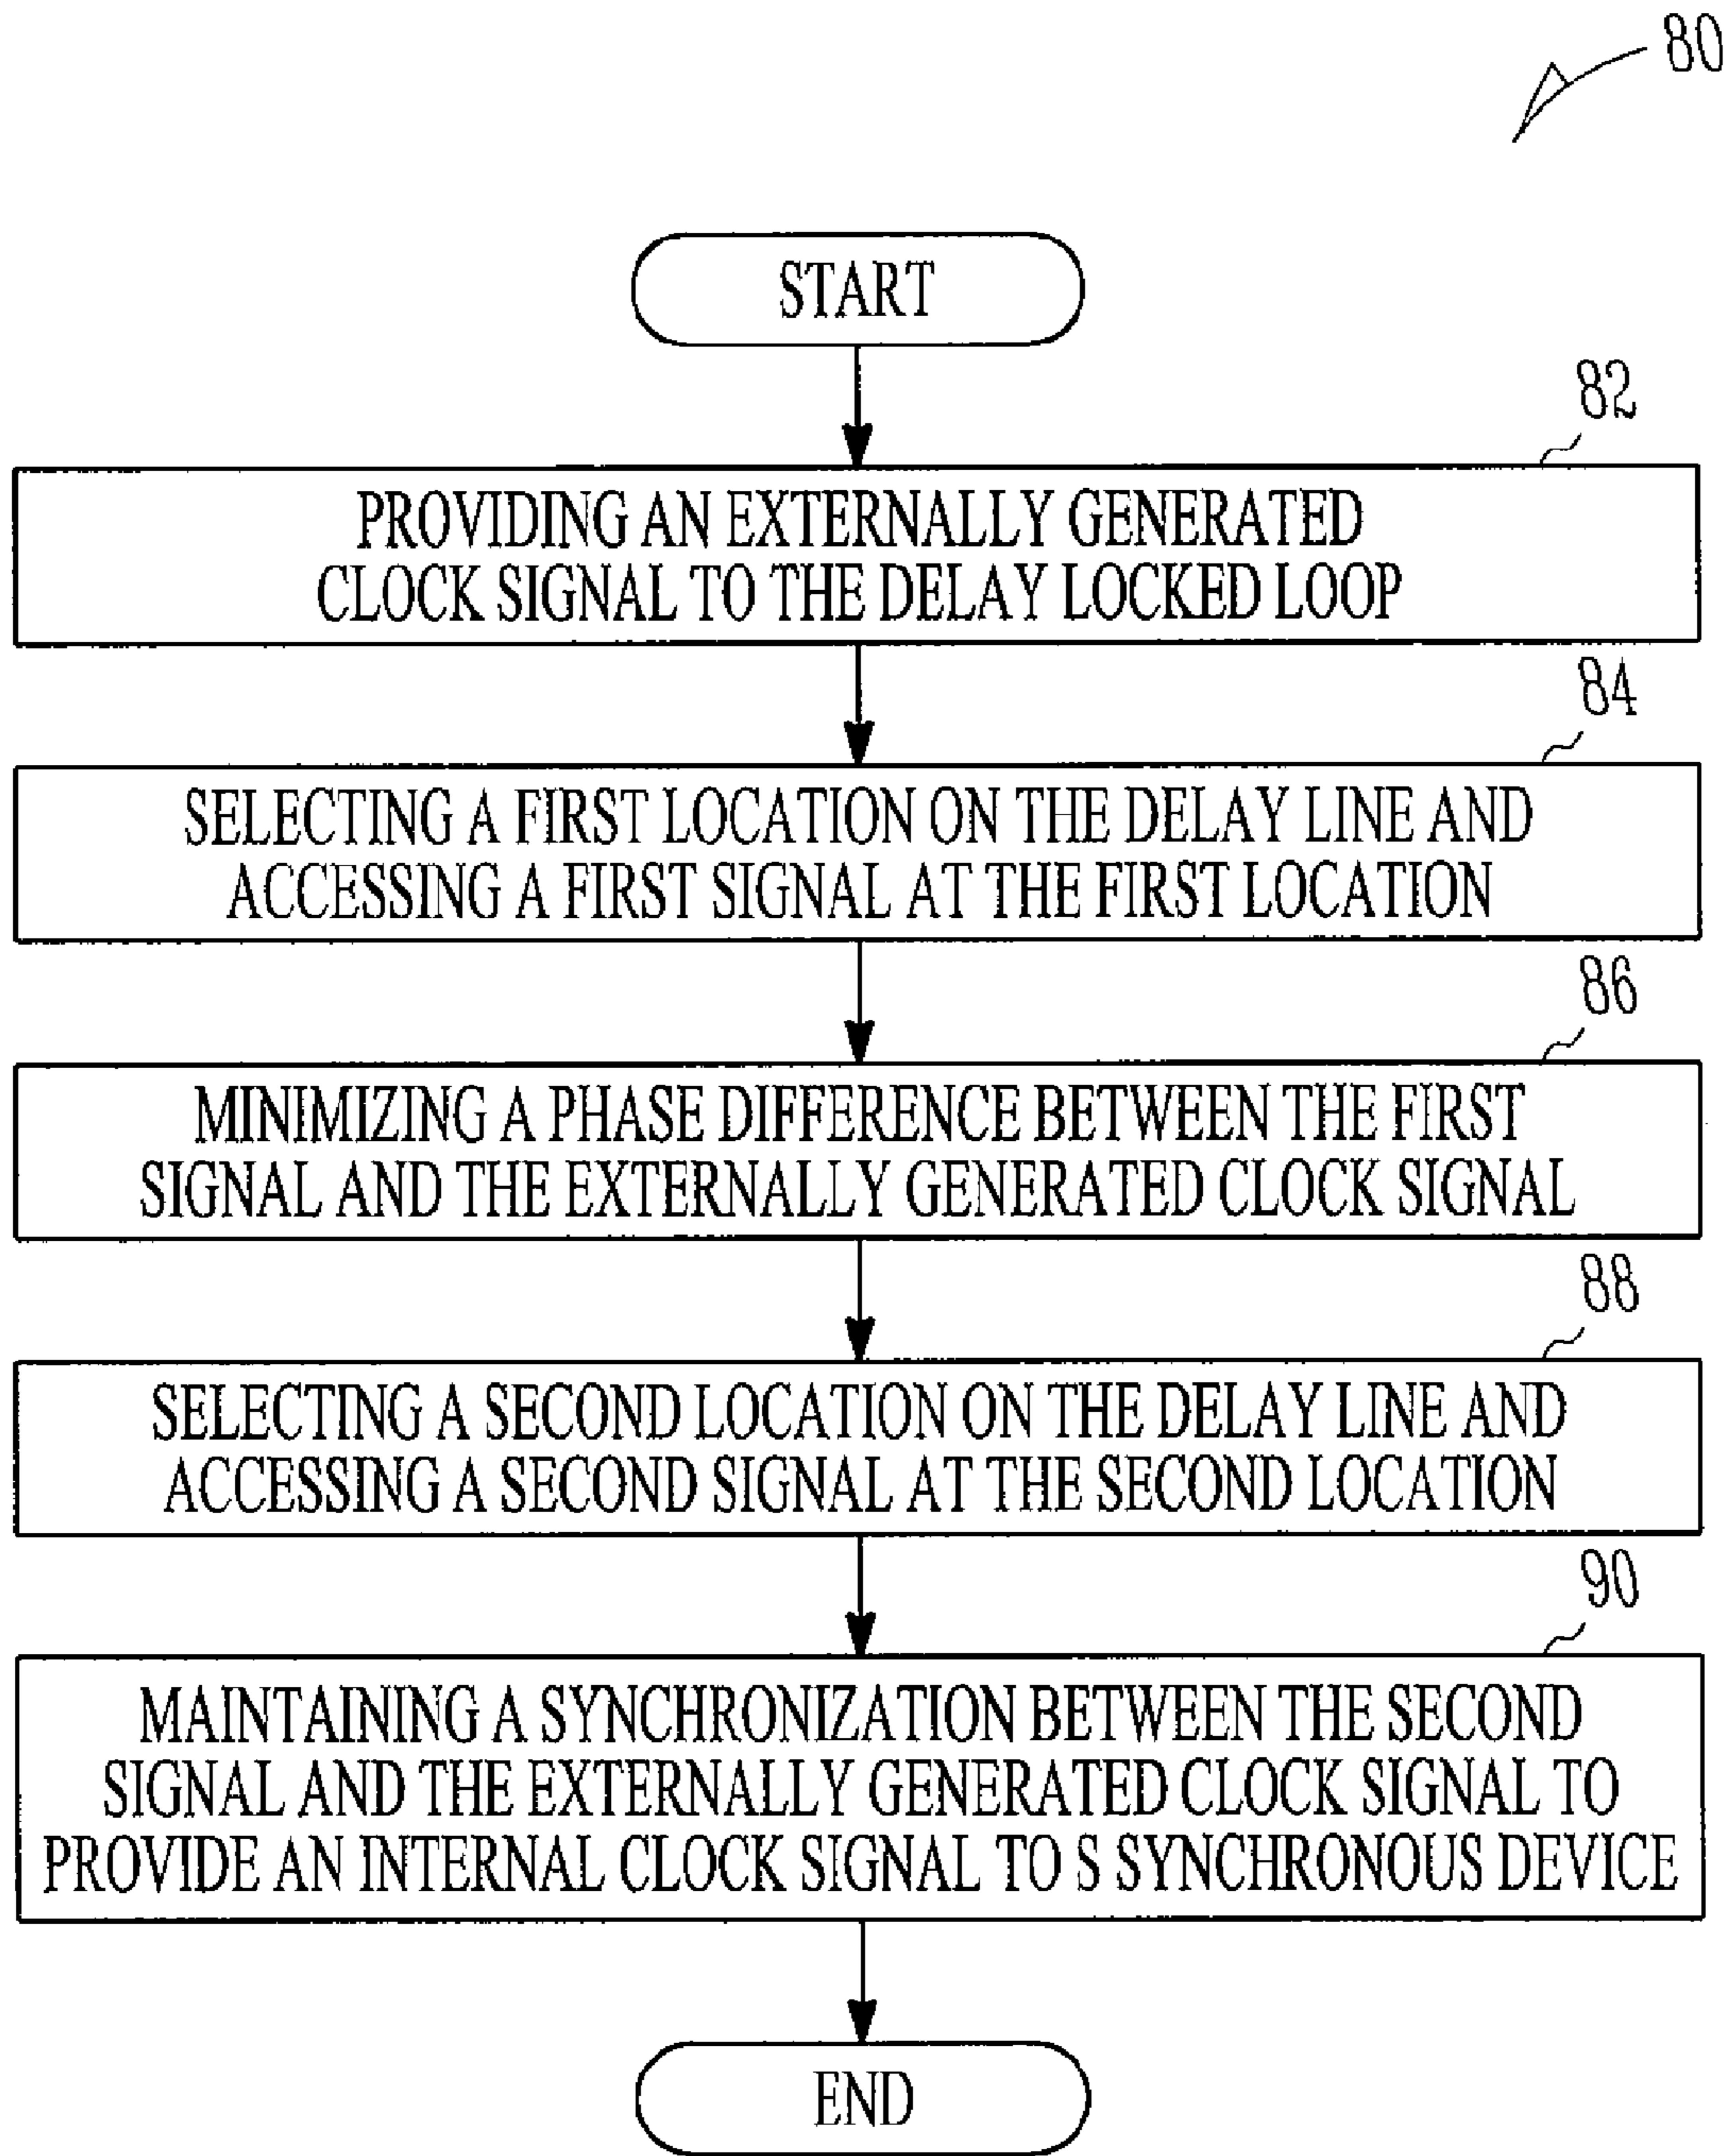 80
START
82
PROVIDING AN EXTERNALLY GENERATED
CLOCK SIGNAL TO THE DELAY LOCKED LOOP
84
SELECTING A FIRST LOCATION ON THE DELAY LINE AND
ACCESSING A FIRST SIGNAL AT THE FIRST LOCATION
86
MINIMIZING A PHASE DIFFERENCE BETWEEN THE FIRST
SIGNAL AND THE EXTERNALLY GENERATED CLOCK SIGNAL
88
SELECTING A SECOND LOCATION ON THE DELAY LINE AND
ACCESSING A SECOND SIGNAL AT THE SECOND LOCATION
90
MAINTAINING A SYNCHRONIZATION BETWEEN THE SECOND
SIGNAL AND THE EXTERNALLY GENERATED CLOCK SIGNAL TO
PROVIDE AN INTERNAL CLOCK SIGNAL TO S SYNCHRONOUS DEVICE
END